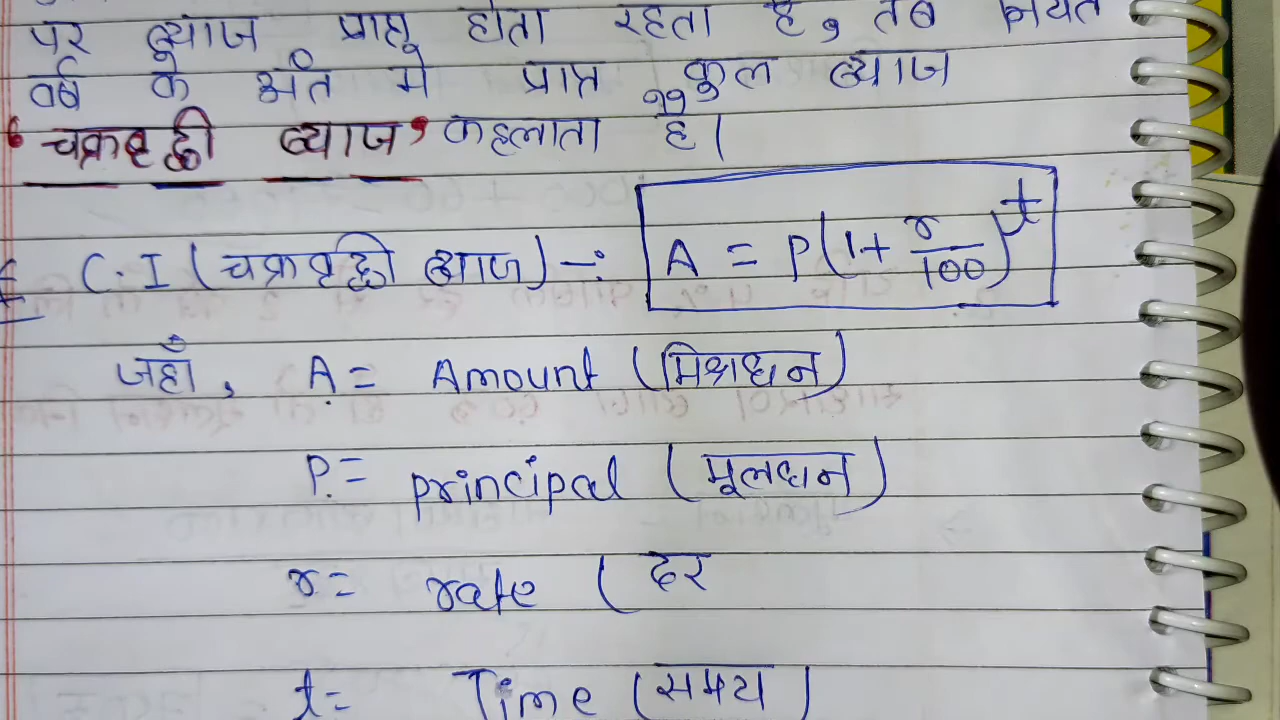 पर ब्याज प्राप्त होता रहता है, तब नियत
वर्ष के अंत में प्राप्त कुल ब्याज
"चक्रवृद्धी ब्याज" कहलाता है।
C.I (चक्रवृद्धी ब्याज) -: A = P(1+ r/100)^t
जहाँ, A = Amount (मिश्रधन)
P = principal (मूलधन)
r = rate (दर
t = Time (समय)